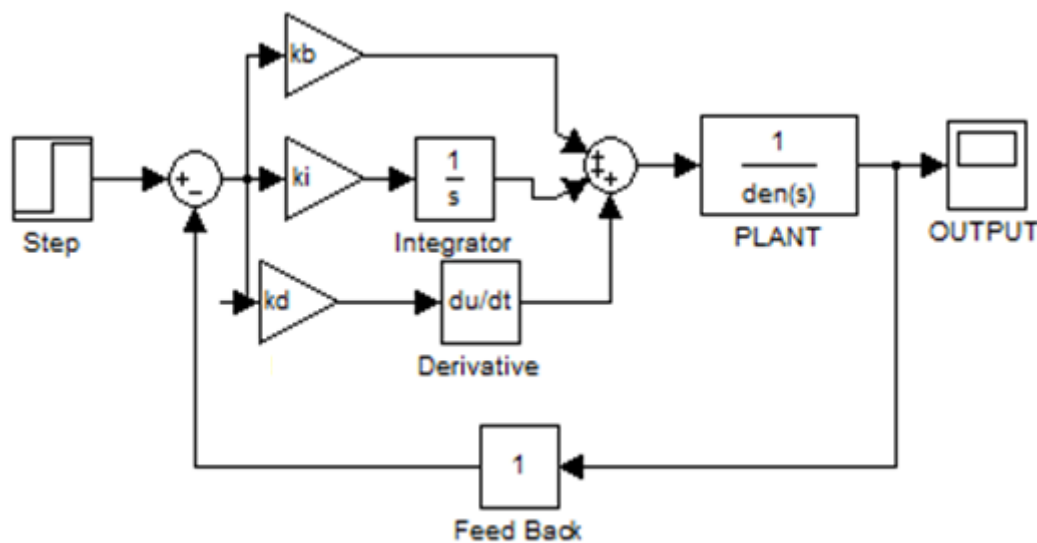 kb
+
-
ki
1
s
+
+
+
1
den(s)
Step
Integrator
PLANT
OUTPUT
kd
du/dt
Derivative
1
Feed Back